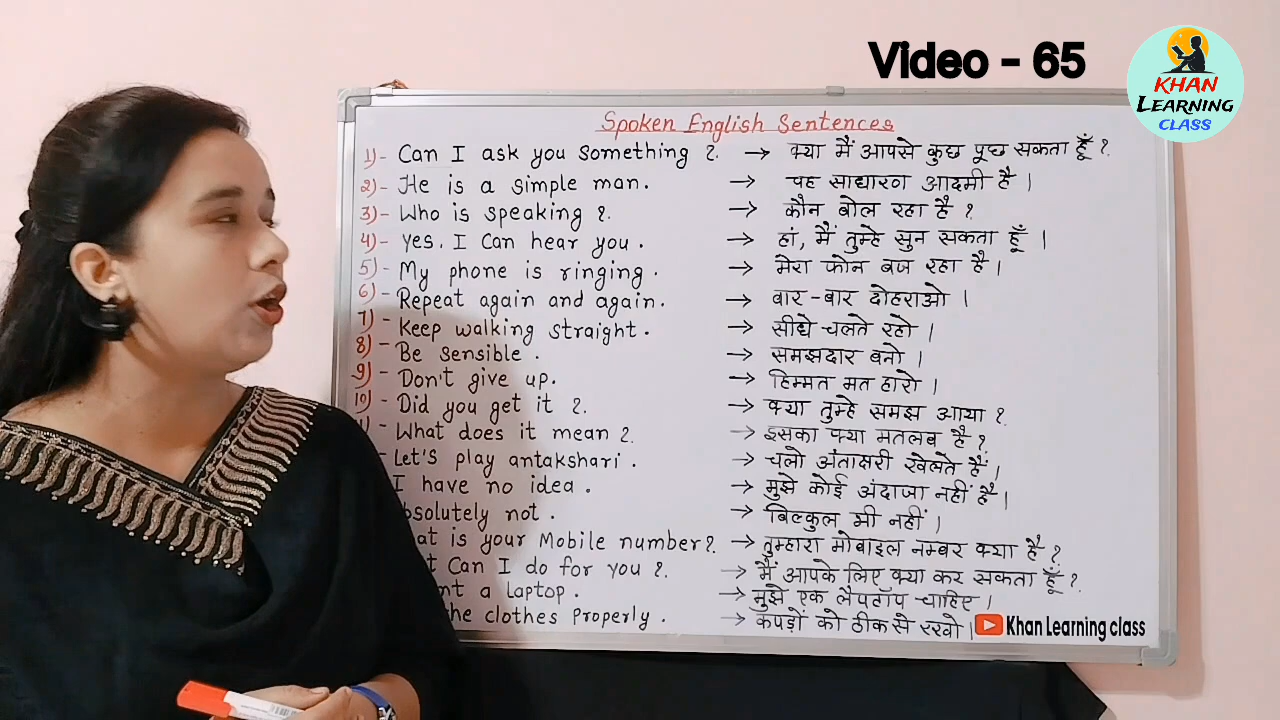 Video - 65
KHAN
LEARNING
CLASS
Spoken English Sentences
1)- Can I ask you something ? → क्या मैं आपसे कुछ पूछ सकता हूँ ?
2)- He is a simple man. → यह साधारण आदमी है ।
3)- Who is speaking ? → कौन बोल रहा है ?
4)- Yes. I Can hear you . → हां, मैं तुम्हे सुन सकता हूँ ।
5)- My phone is ringing . → मेरा फोन बज रहा है ।
6)- Repeat again and again. → बार-बार दोहराओ ।
7)- Keep walking straight . → सीधे चलते रहो ।
8)- Be sensible . → समझदार बनो ।
9)- Don't give up. → हिम्मत मत हारो ।
10)- Did you get it ? → क्या तुम्हे समझ आया ?
What does it mean ? → इसका क्या मतलब है ?
Let's play antakshari . → चलो अंताक्षरी खेलते हैं ।
I have no idea . → मुझे कोई अंदाजा नहीं है ।
not . → बिल्कुल भी नहीं ।
is your Mobile number ? → तुम्हारा मोबाइल नम्बर क्या है ?
Can I do for you ? → मैं आपके लिए क्या कर सकता हूँ ?
a laptop . → मुझे एक लैपटॉप चाहिए ।
the clothes Properly . → कपड़ों को ठीक से रखो ।
Khan Learning class